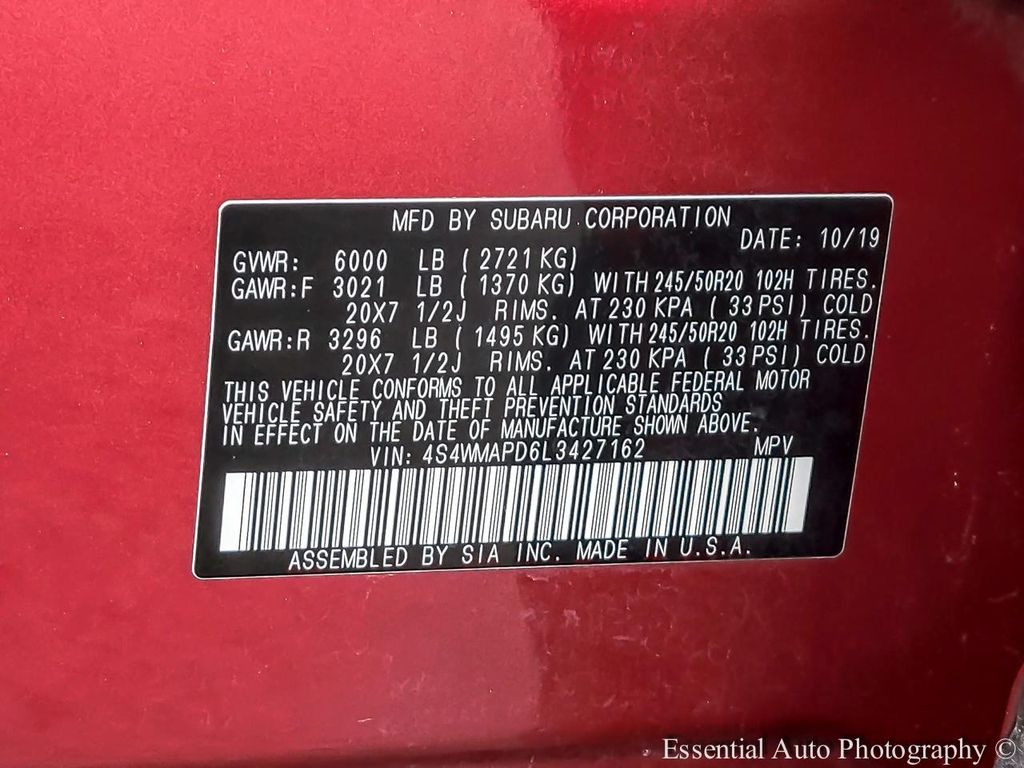 MFD BY SUBARU CORPORATION
DATE: 10/19
GVWR: 6000 LB ( 2721 KG)
GAWR:F 3021 LB ( 1370 KG) WITH 245/50R20 102H TIRES.
20X7 1/2J RIMS. AT 230 KPA ( 33 PSI) COLD
GAWR:R 3296 LB ( 1495 KG) WITH 245/50R20 102H TIRES.
20X7 1/2J RIMS. AT 230 KPA ( 33 PSI) COLD
THIS VEHICLE CONFORMS TO ALL APPLICABLE FEDERAL MOTOR
VEHICLE SAFETY AND THEFT PREVENTION STANDARDS
IN EFFECT ON THE DATE OF MANUFACTURE SHOWN ABOVE.
VIN: 4S4WMAPD6L3427162 MPV
ASSEMBLED BY SIA INC. MADE IN U.S.A.
Essential Auto Photography ©